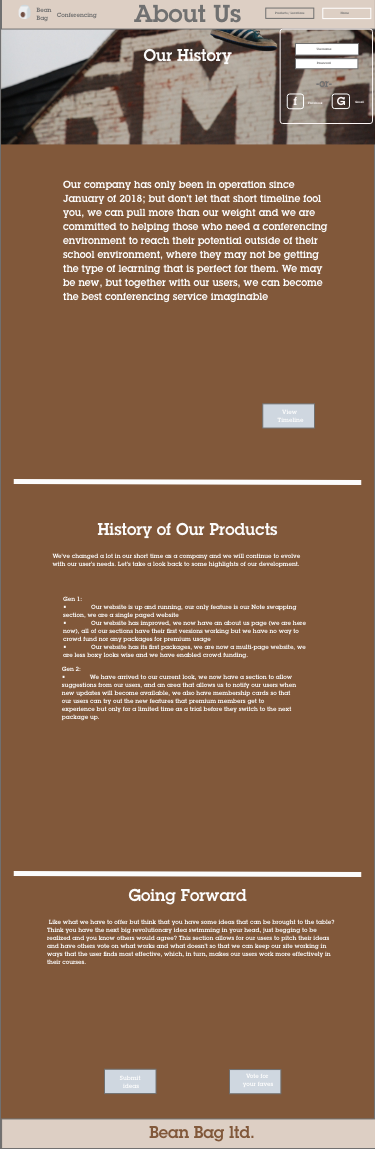 Bean
Bag
Conferencing
About Us
Our History
OR
f
G
Our company has only been in operation since
January of 2018; but don't let that short timeline fool
you, we can pull more than our weight and we are
committed to helping those who need a conferencing
environment to reach their potential outside of their
school environment, where they may not be getting
the type of learning that is perfect for them. We may
be new, but together with our users, we can become
the best conferencing service imaginable
View
Timeline
History of Our Products
We've changed a lot in our short time as a company and we will continue to evolve
with our user's needs. Let's take a look back to some highlights of our development.
Gen 1:
• Our website is up and running, our only feature is our Note swapping
section, we are a single paged website
• Our website has improved, we now have an about us page (we are here
now), all of our sections have their first versions working but we have no way to
crowd fund nor any packages for premium usage
• Our website has its first packages, we are now a multi-page website, we
are less boxy looks wise and we have enabled crowd funding.
Gen 2:
• We have arrived to our current look, we now have a section to allow
suggestions from our users, and an area that allows us to notify our users when
new updates will become available, we also have membership cards so that
our users can try out the new features that premium members get to
experience but only for a limited time as a trial before they switch to the next
package up.
Going Forward
Like what we have to offer but think that you have some ideas that can be brought to the table?
Think you have the next big revolutionary idea swimming in your head, just begging to be
realized and you know others would agree? This section allows for our users to pitch their ideas
and have others vote on what works and what doesn't so that we can keep our site working in
ways that the user finds most effective, which, in turn, makes our users work more effectively in
their courses.
Submit
Ideas
Vote for
your faves
Bean Bag ltd.